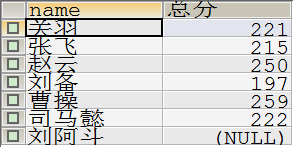 name 总分
关羽 221
张飞 215
赵云 250
刘备 197
曹操 259
司马懿 222
刘阿斗 (NULL)